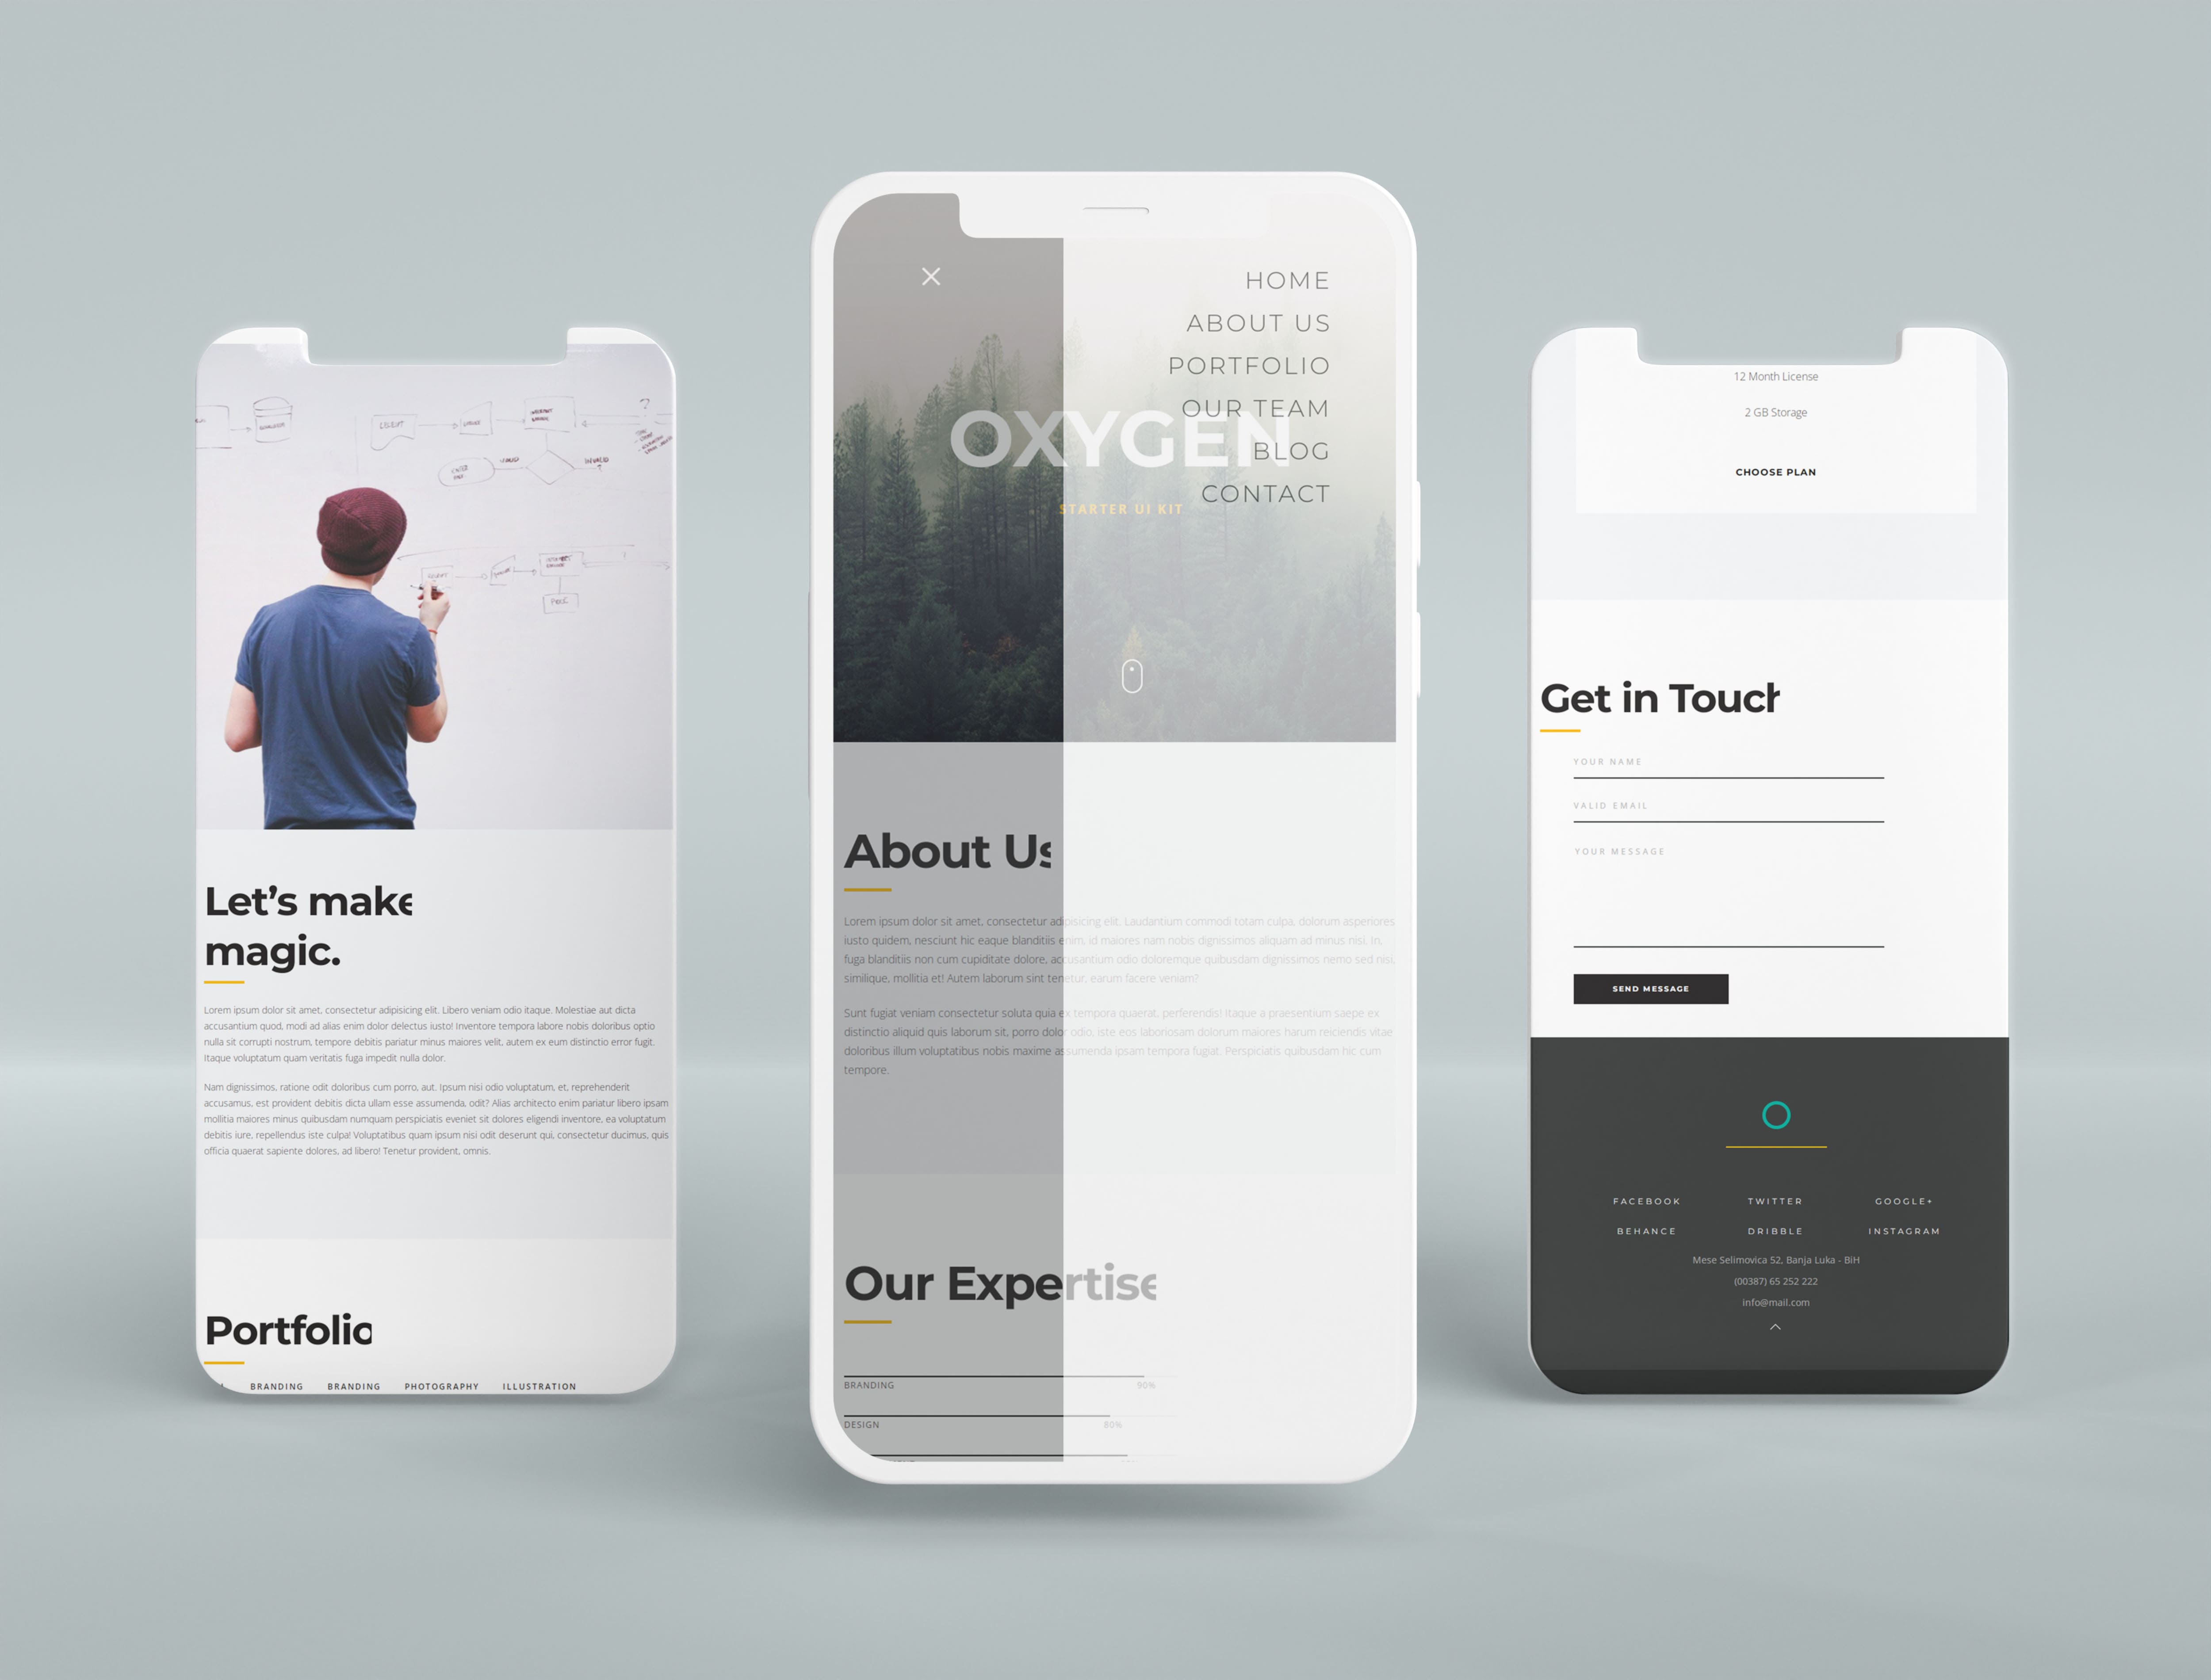 VALID
INVALID
?
Let's make
magic.
Lorem ipsum dolor sit amet, consectetur adipisicing elit. Libero veniam odio itaque. Molestiae aut dicta
accusantium quod, modi ad alias enim dolor delectus iusto! Inventore tempora labore nobis doloribus optio
nulla sit corrupti nostrum, tempore debitis pariatur minus maiores velit, autem ex eum distinctio error fugit.
Itaque voluptatum quam veritatis fuga impedit nulla dolor.
Nam dignissimos, ratione odit doloribus cum porro, aut. Ipsum nisi odio voluptatum, et, reprehenderit
accusamus, est provident debitis dicta ullam esse assumenda, odit? Alias architecto enim pariatur libero ipsam
mollitia maiores minus quibusdam numquam perspiciatis eveniet sit dolores eligendi inventore, ea voluptatum
debitis iure, repellendus iste culpa! Voluptatibus quam ipsum nisi odit deserunt qui, consectetur ducimus, quis
officia quaerat sapiente dolores, ad libero! Tenetur provident, omnis.
Portfolio
BRANDING BRANDING PHOTOGRAPHY ILLUSTRATION
HOME
ABOUT US
PORTFOLIO
OUR TEAM
OXYGEN
BLOG
CONTACT
STARTER UI KIT
About Us
Lorem ipsum dolor sit amet, consectetur adipisicing elit. Laudantium commodi totam culpa, dolorum asperiores
iusto quidem, nesciunt hic eaque blanditiis enim, id maiores nam nobis dignissimos aliquam ad minus nisi. In,
fuga blanditiis non cum cupiditate dolore, accusantium odio doloremque quibusdam dignissimos nemo sed nisi,
similique, mollitia et! Autem laborum sint tenetur, earum facere veniam?
Sunt fugiat veniam consectetur soluta quia ex tempora quaerat, perferendis! Itaque a praesentium saepe ex
distinctio aliquid quis laborum sit, porro dolor odio, iste eos laboriosam dolorum maiores harum reiciendis vitae
doloribus illum voluptatibus nobis maxime assumenda ipsam tempora fugiat. Perspiciatis quibusdam hic cum
tempore.
Our Expertise
BRANDING 90%
DESIGN 80%
12 Month License
2 GB Storage
CHOOSE PLAN
Get in Touch
YOUR NAME
VALID EMAIL
YOUR MESSAGE
SEND MESSAGE
FACEBOOK TWITTER GOOGLE+
BEHANCE DRIBBLE INSTAGRAM
Mese Selimovica 52, Banja Luka - BiH
(00387) 65 252 222
info@mail.com